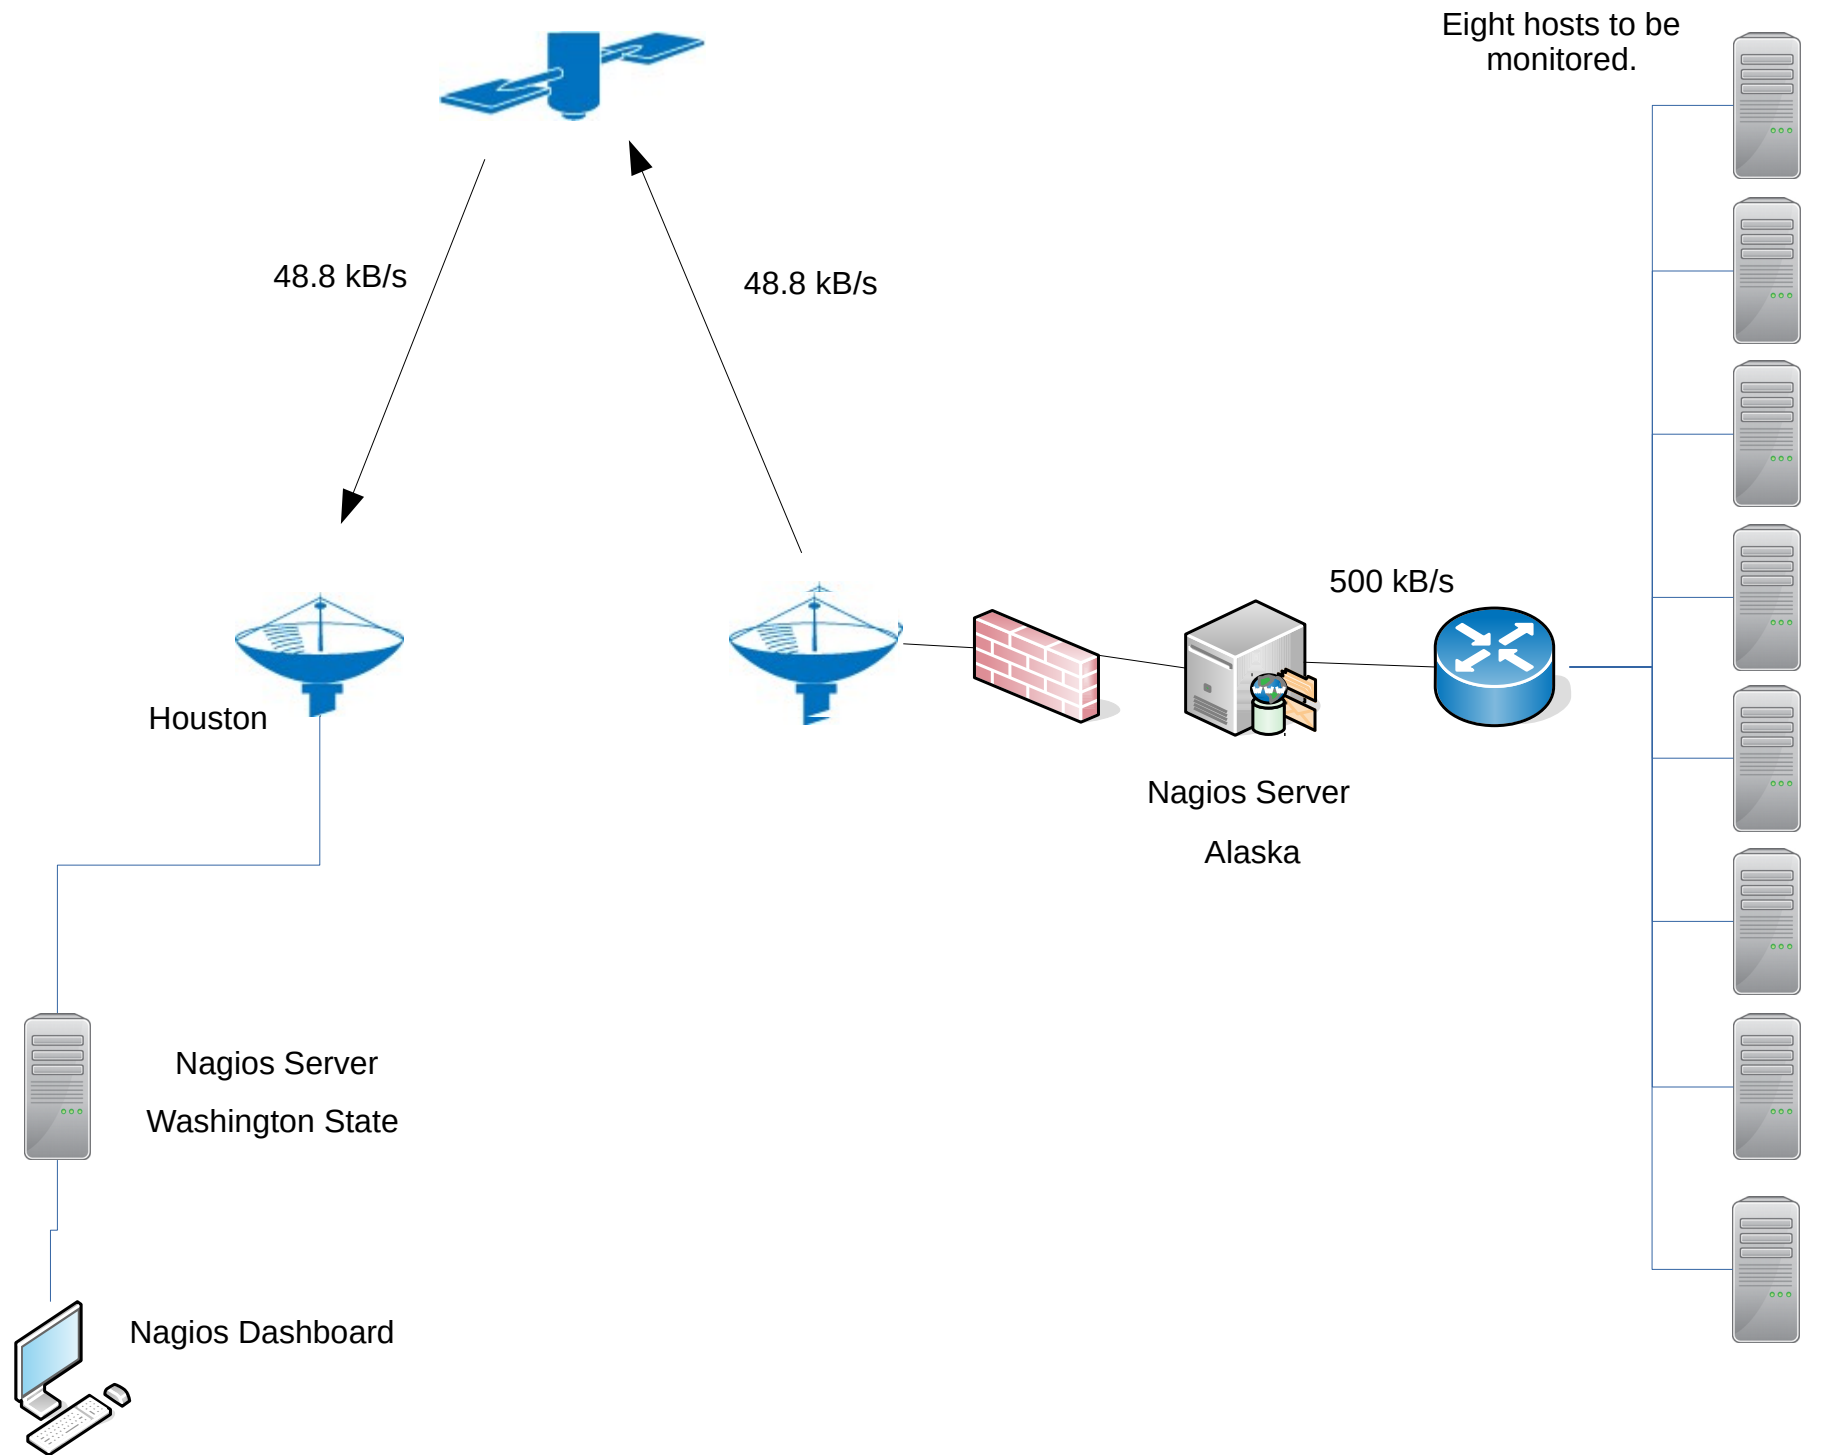 Eight hosts to be
monitored.
48.8 kB/s
48.8 kB/s
500 kB/s
Houston
Nagios Server
Alaska
Nagios Server
Washington State
Nagios Dashboard